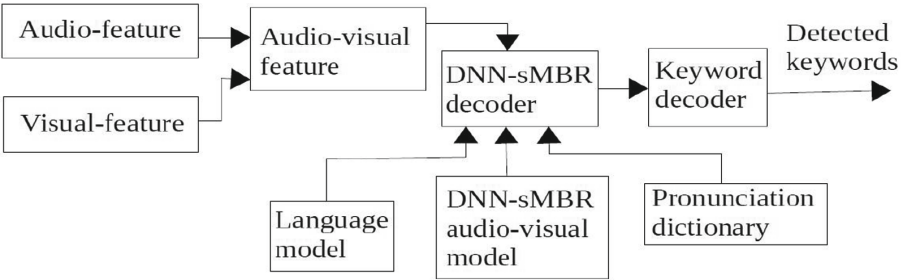 Audio-feature
Visual-feature
Audio-visual
feature
DNN-sMBR
decoder
Keyword
decoder
Detected
keywords
Language
model
DNN-sMBR
audio-visual
model
Pronunciation
dictionary